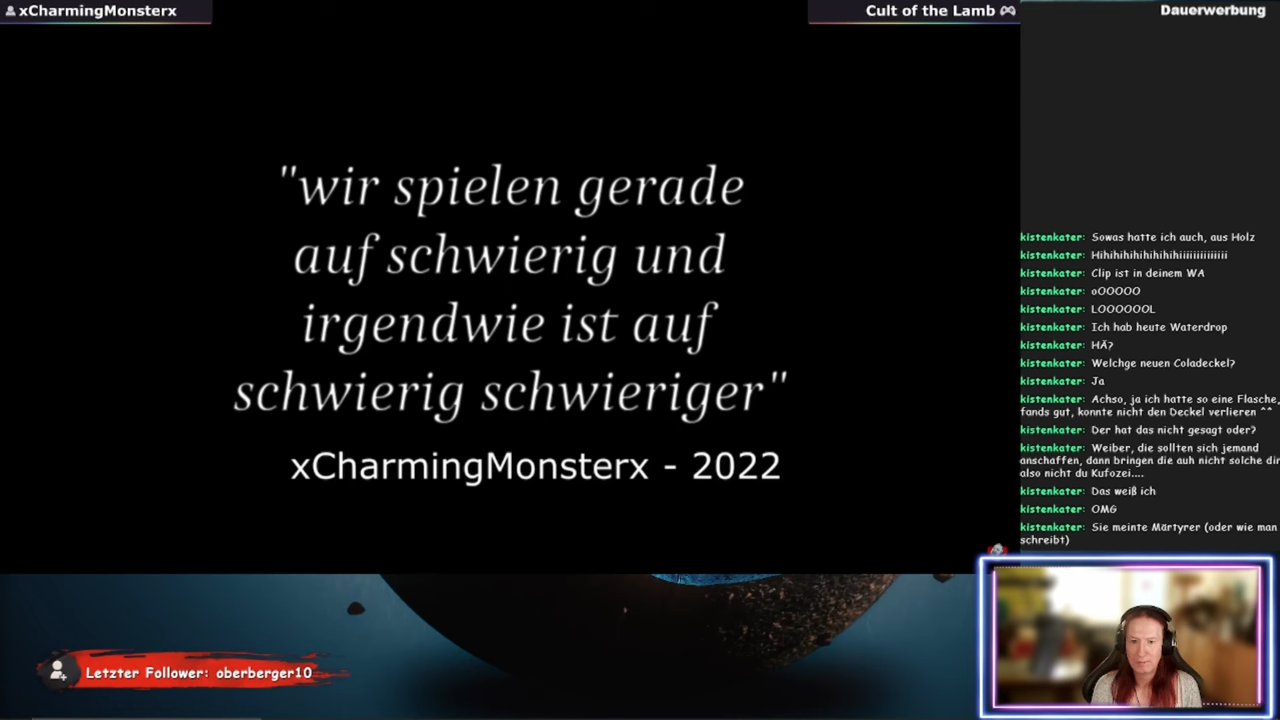 xCharmingMonsterx
Cult of the Lamb
Dauerwerbung
"wir spielen gerade
auf schwierig und
irgendwie ist auf
schwierig schwieriger"
xCharmingMonsterx - 2022
kistenkater: Sowas hatte ich auch, aus Holz
kistenkater: Hihihihihihihihihiiiiiiiiiiiiii
kistenkater: Clip ist in deinem WA
kistenkater: oOOOOO
kistenkater: LOOOOOOL
kistenkater: Ich hab heute Waterdrop
kistenkater: HÄ?
kistenkater: Welchge neuen Coladeckel?
kistenkater: Ja
kistenkater: Achso, ja ich hatte so eine Flasche,
fands gut, konnte nicht den Deckel verlieren ^^
kistenkater: Der hat das nicht gesagt oder?
kistenkater: Weiber, die sollten sich jemand
anschaffen, dann bringen die auh nicht solche
also nicht du Kufozei....
kistenkater: Das weiß ich
kistenkater: OMG
kistenkater: Sie meinte Märtyrer (oder wie man
schreibt)
Letzter Follower: oberberger10